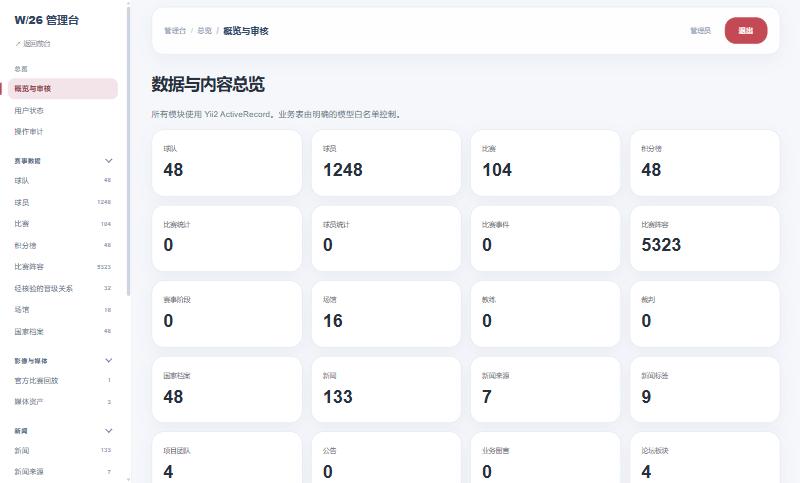 W/26 管理台
↗ 返回前台
总览
概览与审核
用户状态
操作审计
赛事数据
球队 48
球员 1248
比赛 104
积分榜 48
比赛阵容 5323
经核验的晋级关系 32
场馆 16
国家档案 48
影像与媒体
官方比赛回放 1
媒体资产 3
新闻
新闻 133
新闻来源 7
管理台 / 总览 / 概览与审核
管理员
退出
数据与内容总览
所有模块使用 Yii2 ActiveRecord。业务表由明确的模型白名单控制。
球队 球员 比赛 积分榜
48 1248 104 48
比赛统计 球员统计 比赛事件 比赛阵容
0 0 0 5323
赛事阶段 场馆 教练 裁判
0 16 0 0
国家档案 新闻 新闻来源 新闻标签
48 133 7 9
项目团队 公告 业务留言 论坛板块
4 0 0 4